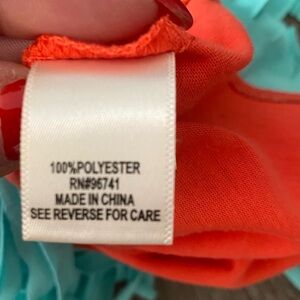 100%POLYESTER
RN#96741
MADE IN CHINA
SEE REVERSE FOR CARE